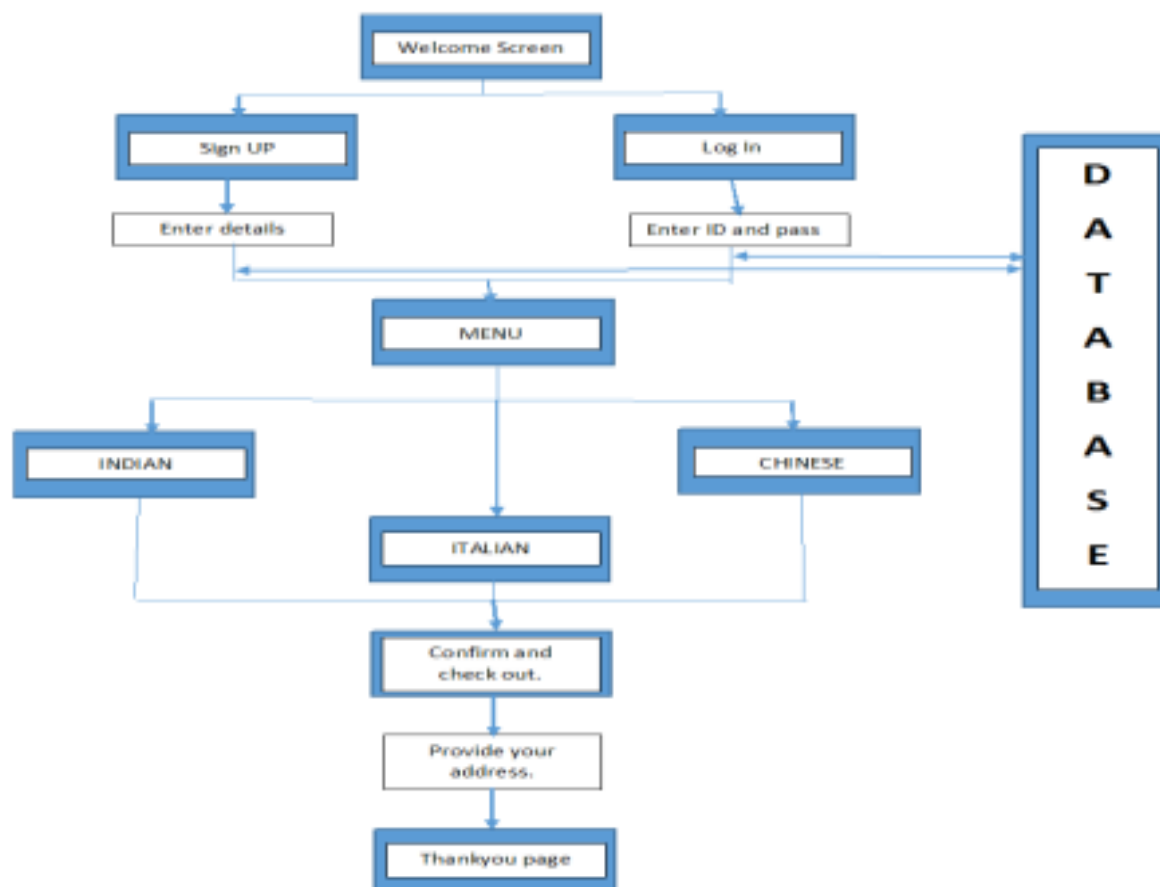 Welcome Screen
Sign UP
Log In
Enter details
Enter ID and pass
MENU
INDIAN
CHINESE
ITALIAN
Confirm and
check out.
Provide your
address.
Thankyou page
D
A
T
A
B
A
S
E